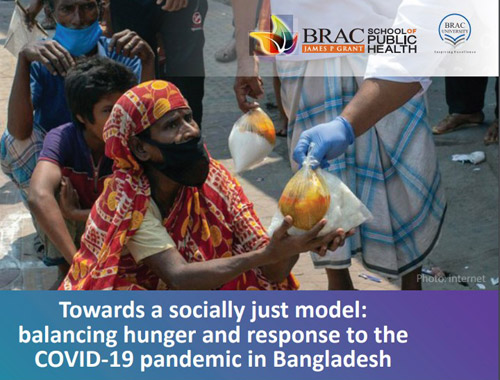 BRAC
JAMES P GRANT
SCHOOL OF
PUBLIC
HEALTH
BRAC
UNIVERSITY
Inspiring Excellence
Photo: Internet
Towards a socially just model:
balancing hunger and response to the
COVID-19 pandemic in Bangladesh